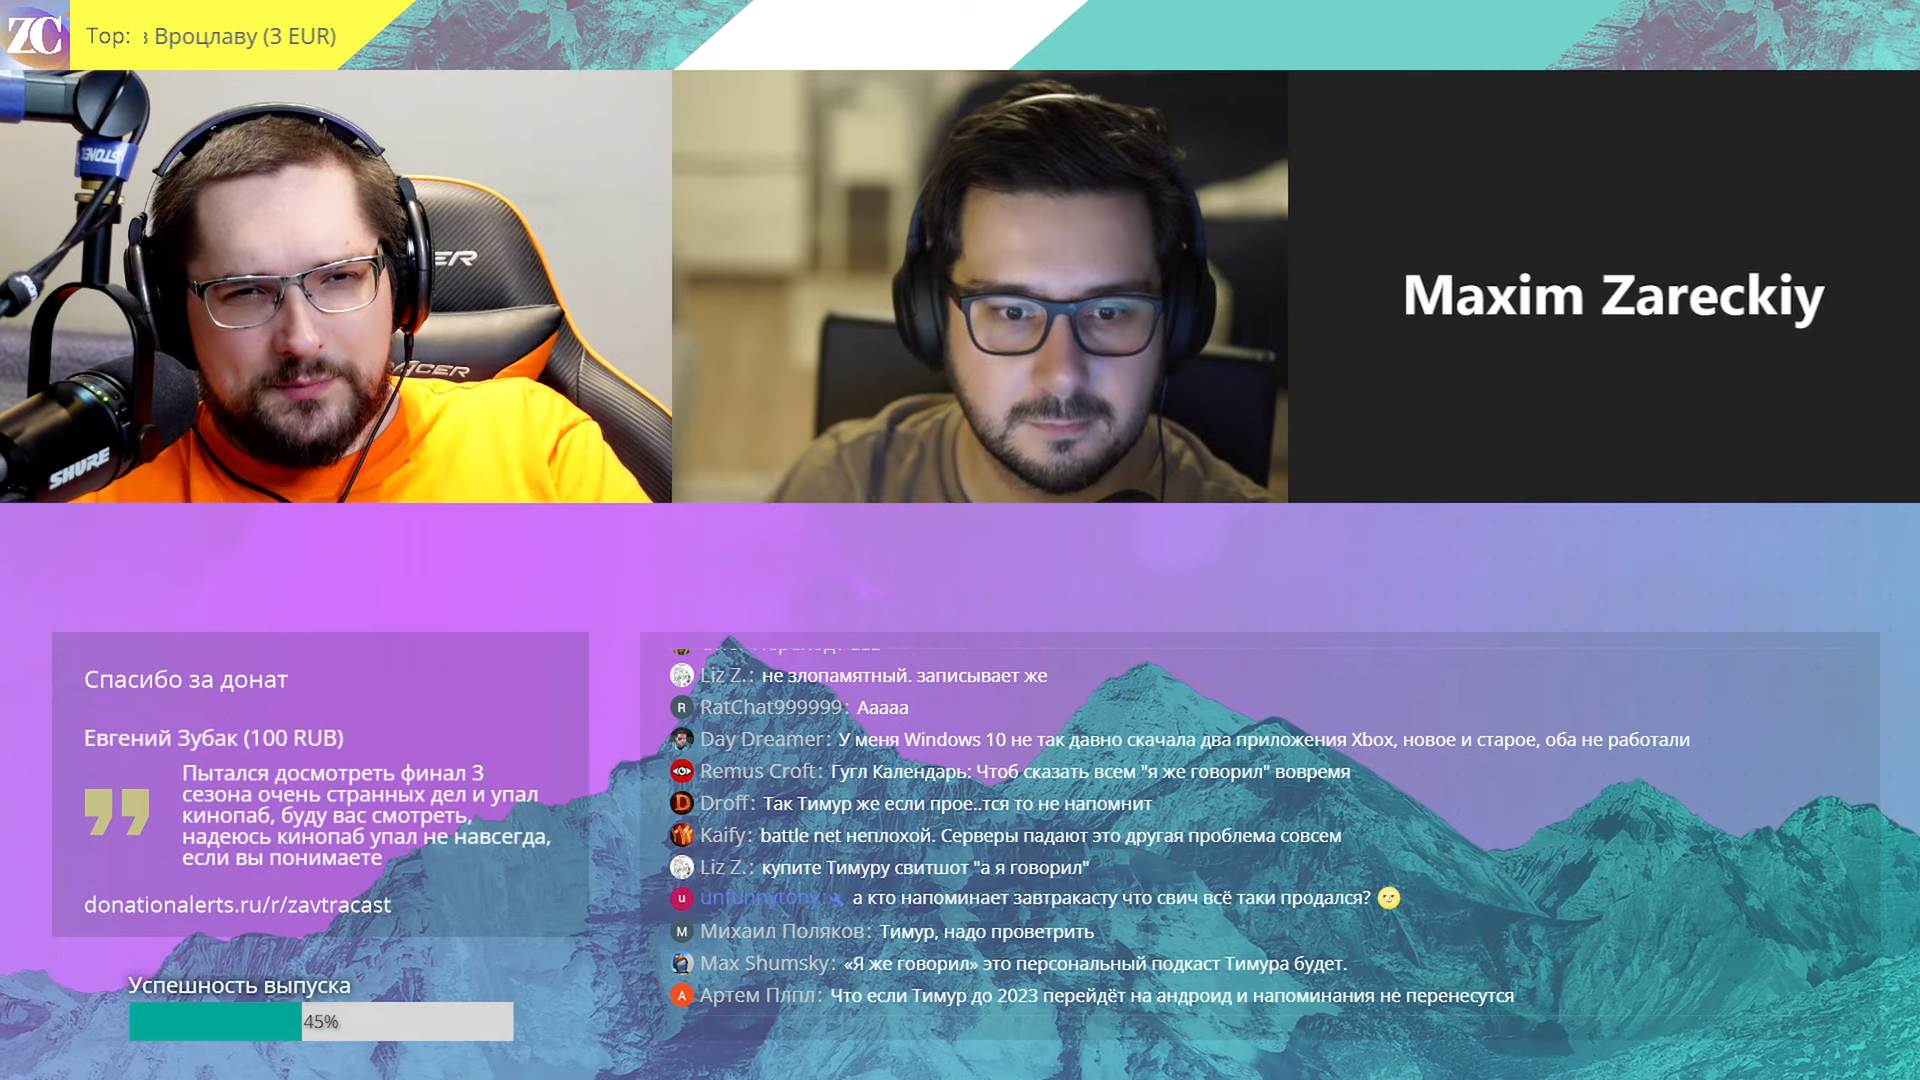 ZC
Top: Вроцлаву (3 EUR)
STONEX
ER
RACER
SHURE
Maxim Zareckiy
Спасибо за донат
Евгений Зубак (100 RUB)
Пытался досмотреть финал 3
сезона очень странных дел и упал
кинопаб, буду вас смотреть,
надеюсь кинопаб упал не навсегда,
если вы понимаете
donationalerts.ru/r/zavtracast
Успешность выпуска
45%
Liz Z.: не злопамятный. записывает же
R RatChat999999: Ааааа
Day Dreamer: У меня Windows 10 не так давно скачала два приложения Xbox, новое и старое, оба не работали
Remus Croft: Гугл Календарь: Чтоб сказать всем "я же говорил" вовремя
D Droff: Так Тимур же если прое..тся то не напомнит
Kaify: battle net неплохой. Серверы падают это другая проблема совсем
Liz Z.: купите Тимуру свитшот "а я говорил"
u unfunnytony: а кто напоминает завтракасту что свич всё таки продался?
М Михаил Поляков: Тимур, надо проветрить
Max Shumsky: «Я же говорил» это персональный подкаст Тимура будет.
А Артем Плпл: Что если Тимур до 2023 перейдёт на андроид и напоминания не перенесутся